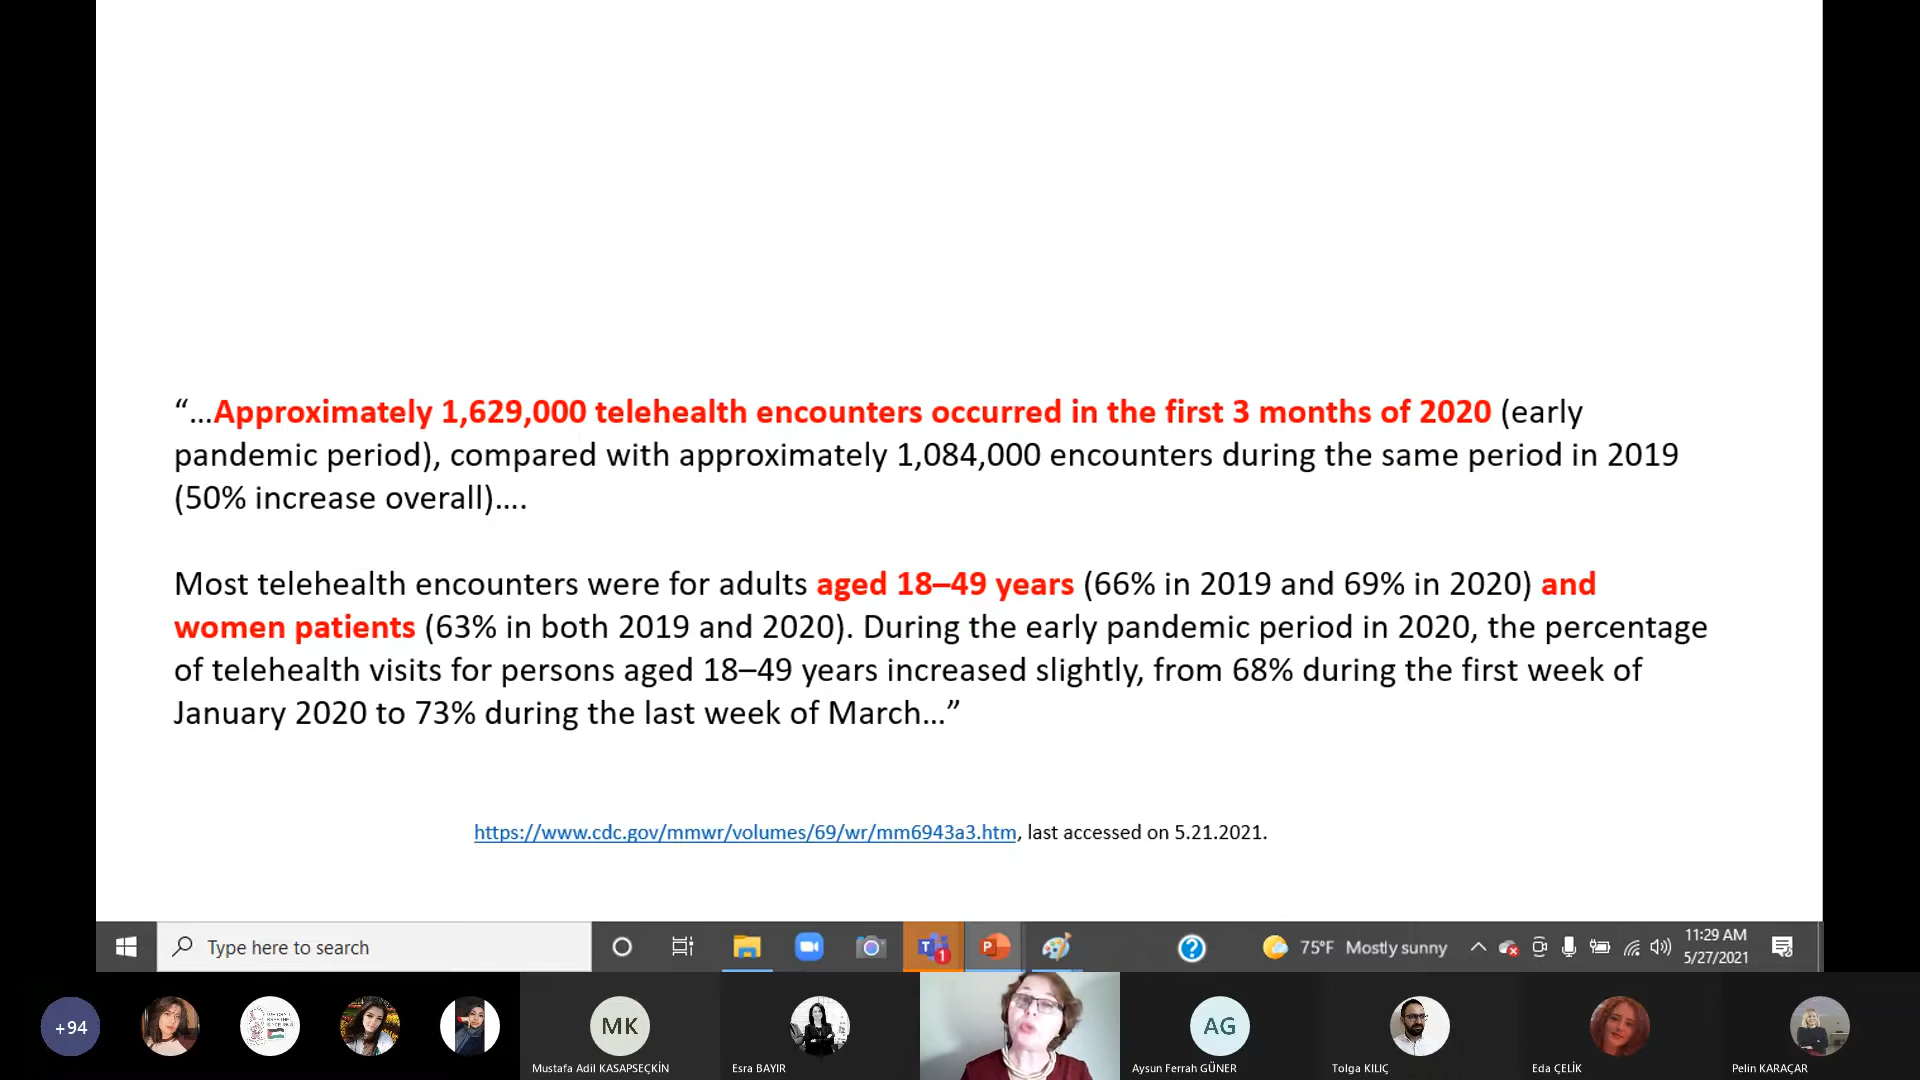 “…Approximately 1,629,000 telehealth encounters occurred in the first 3 months of 2020 (early
pandemic period), compared with approximately 1,084,000 encounters during the same period in 2019
(50% increase overall)….
Most telehealth encounters were for adults aged 18–49 years (66% in 2019 and 69% in 2020) and
women patients (63% in both 2019 and 2020). During the early pandemic period in 2020, the percentage
of telehealth visits for persons aged 18–49 years increased slightly, from 68% during the first week of
January 2020 to 73% during the last week of March…”
https://www.cdc.gov/mmwr/volumes/69/wr/mm6943a3.htm, last accessed on 5.21.2021.
Type here to search
T
1
P
?
75°F Mostly sunny
11:29 AM
5/27/2021
+94
MK
AG
Mustafa Adil KASAPSEÇKİN
Esra BAYIR
Aysun Ferrah GÜNER
Tolga KILIÇ
Eda ÇELİK
Pelin KARAÇAR